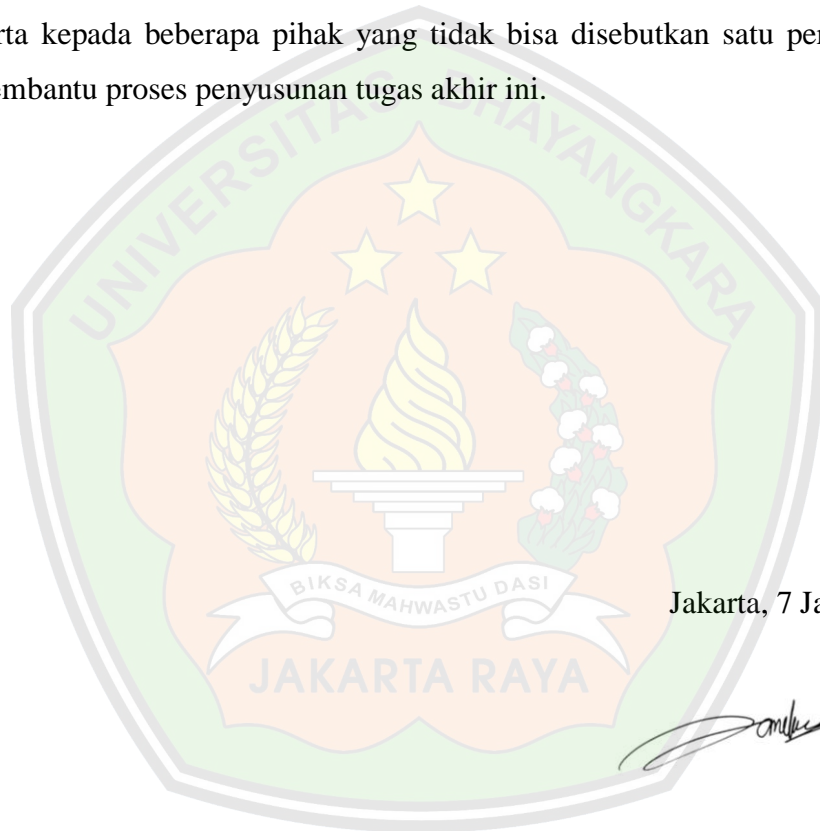 rta kepada beberapa pihak yang tidak bisa disebutkan satu per
embantu proses penyusunan tugas akhir ini.
UNIVERSITAS BHAYANGKARA
BIKSA MAHWASTU DASI
JAKARTA RAYA
Jakarta, 7 Ja